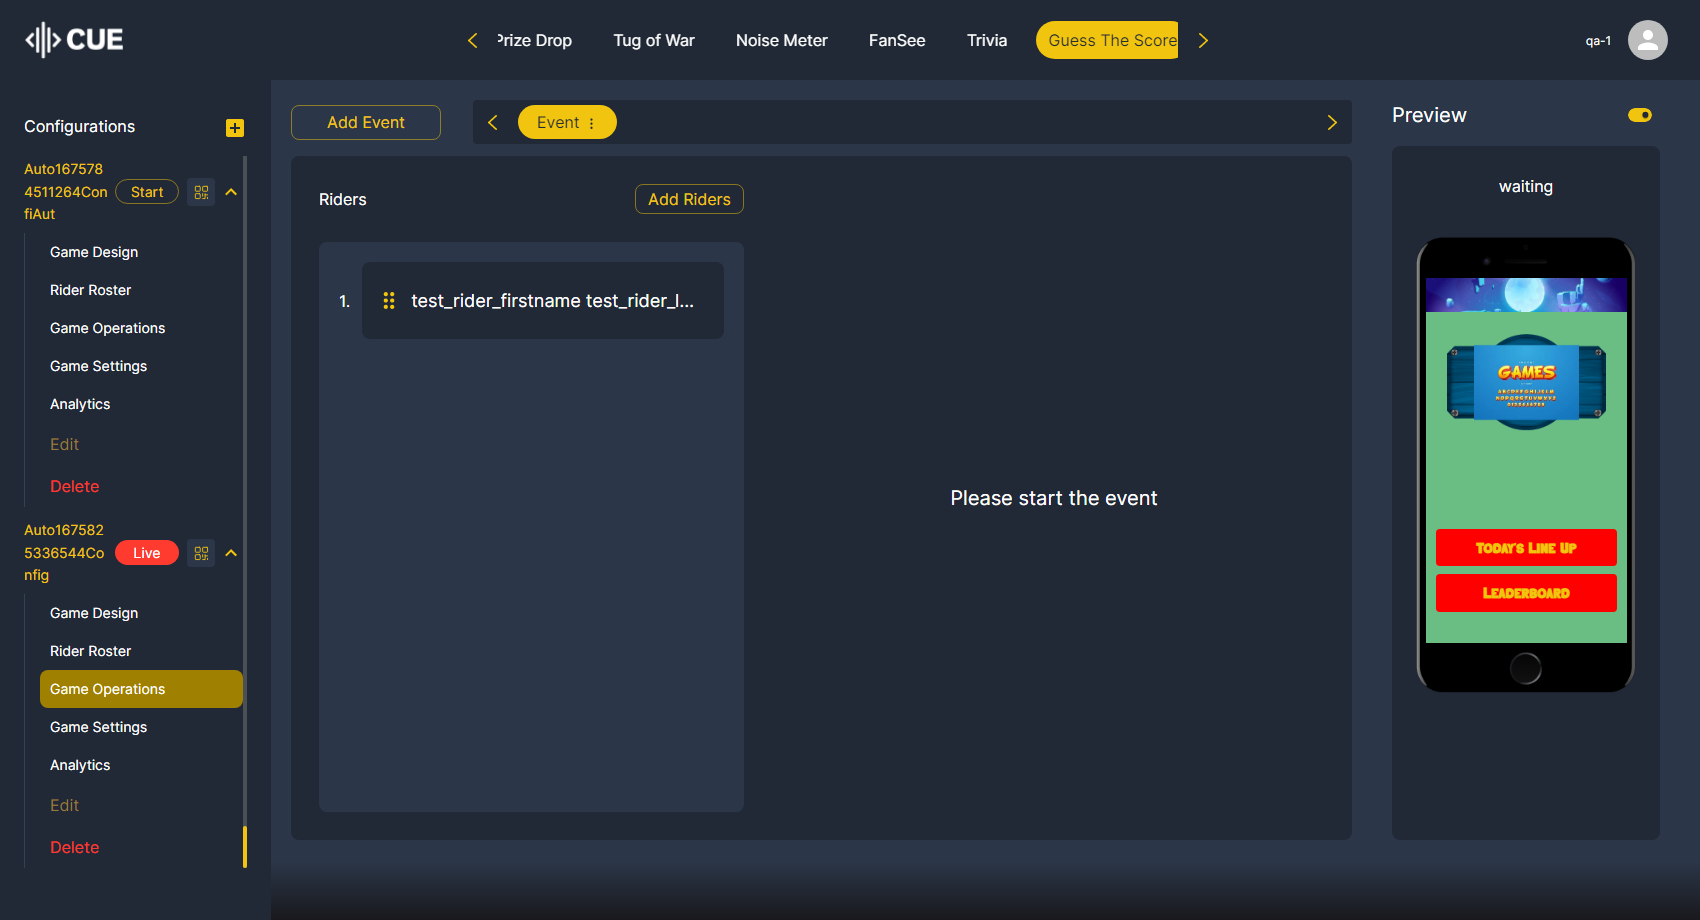 CUE
Prize Drop
Tug of War
Noise Meter
FanSee
Trivia
Guess The Score
qa-1
Configurations
Auto167578
4511264Con
fiAut
Start
Game Design
Rider Roster
Game Operations
Game Settings
Analytics
Edit
Delete
Auto167582
5336544Co
nfig
Live
Game Design
Rider Roster
Game Operations
Game Settings
Analytics
Edit
Delete
Add Event
Event
Riders
Add Riders
1.
test_rider_firstname test_rider_l...
Please start the event
Preview
waiting
GAMES
ABCDEFGHIJKLM
NOPQRSTUVWXYZ
Today's Line Up
Leaderboard